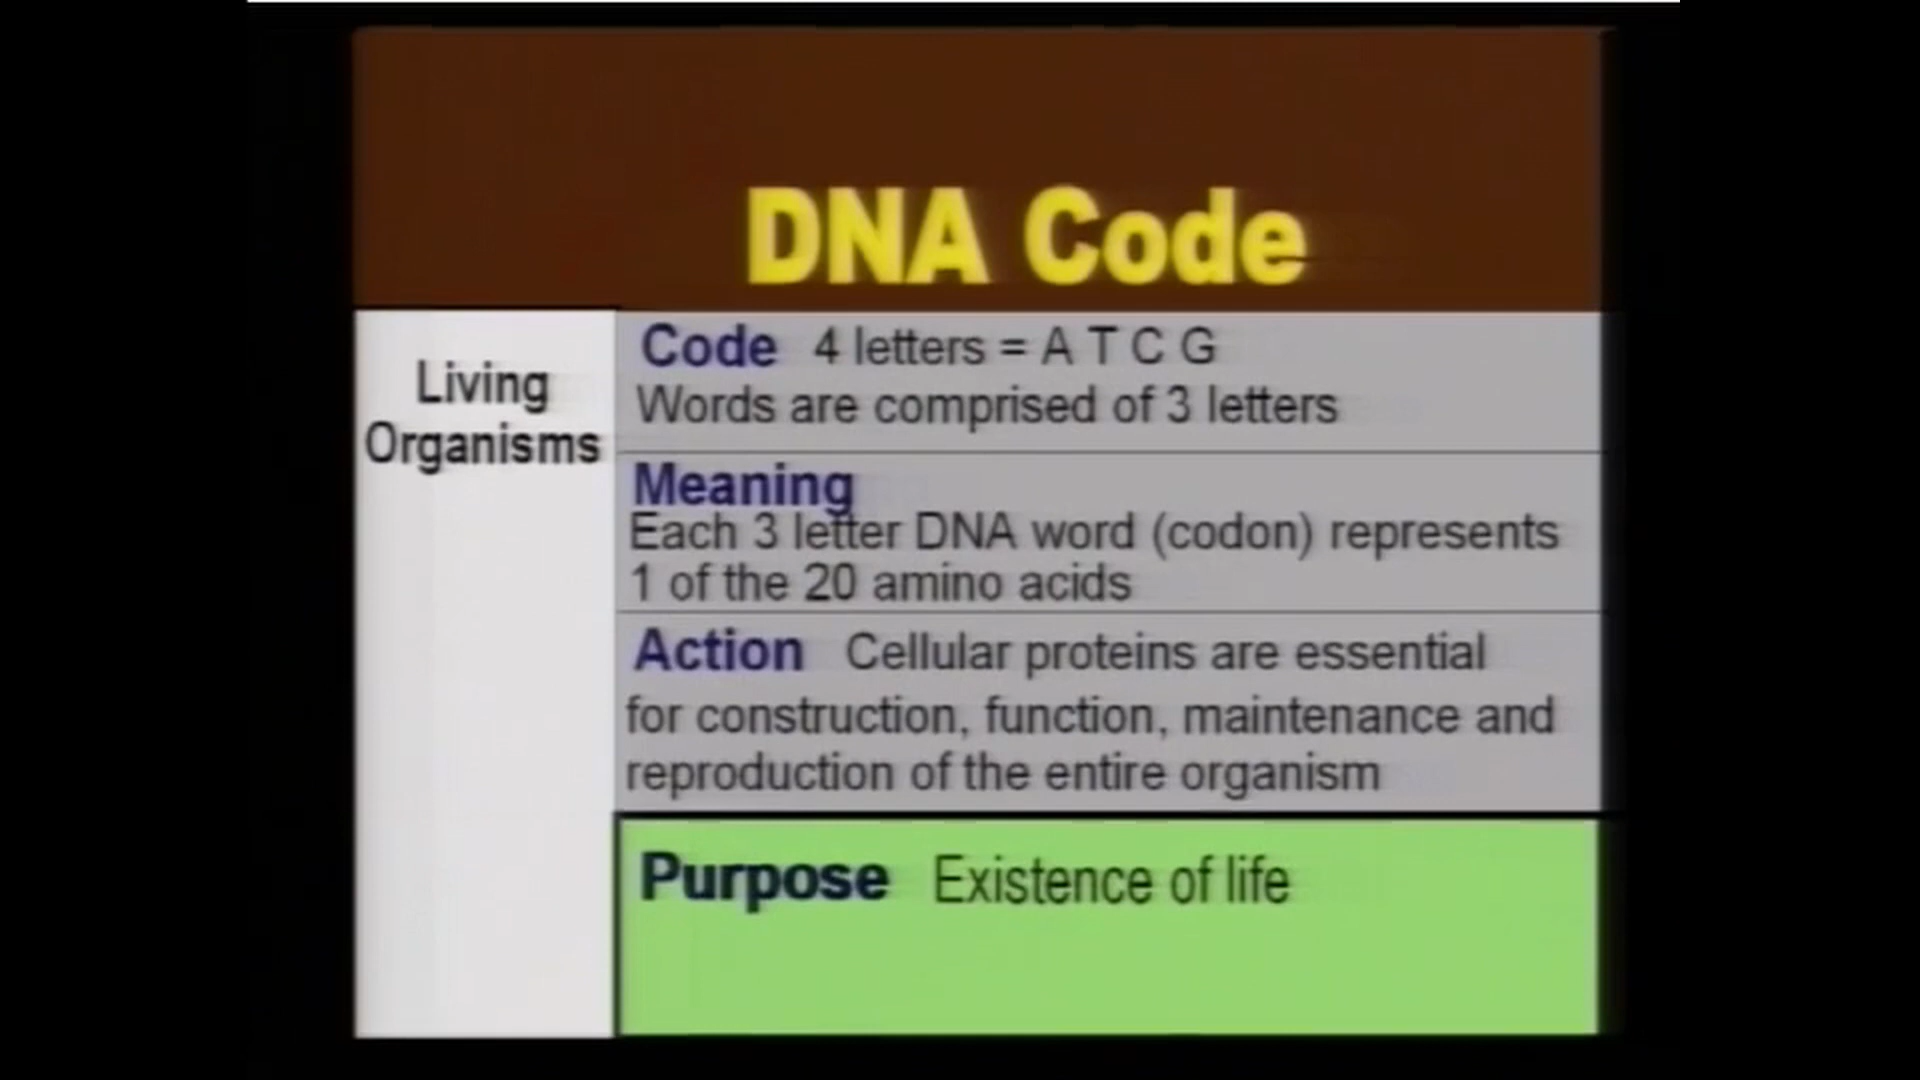 DNA Code
Living
Organisms
Code 4 letters = A T C G
Words are comprised of 3 letters
Meaning
Each 3 letter DNA word (codon) represents
1 of the 20 amino acids
Action Cellular proteins are essential
for construction, function, maintenance and
reproduction of the entire organism
Purpose Existence of life